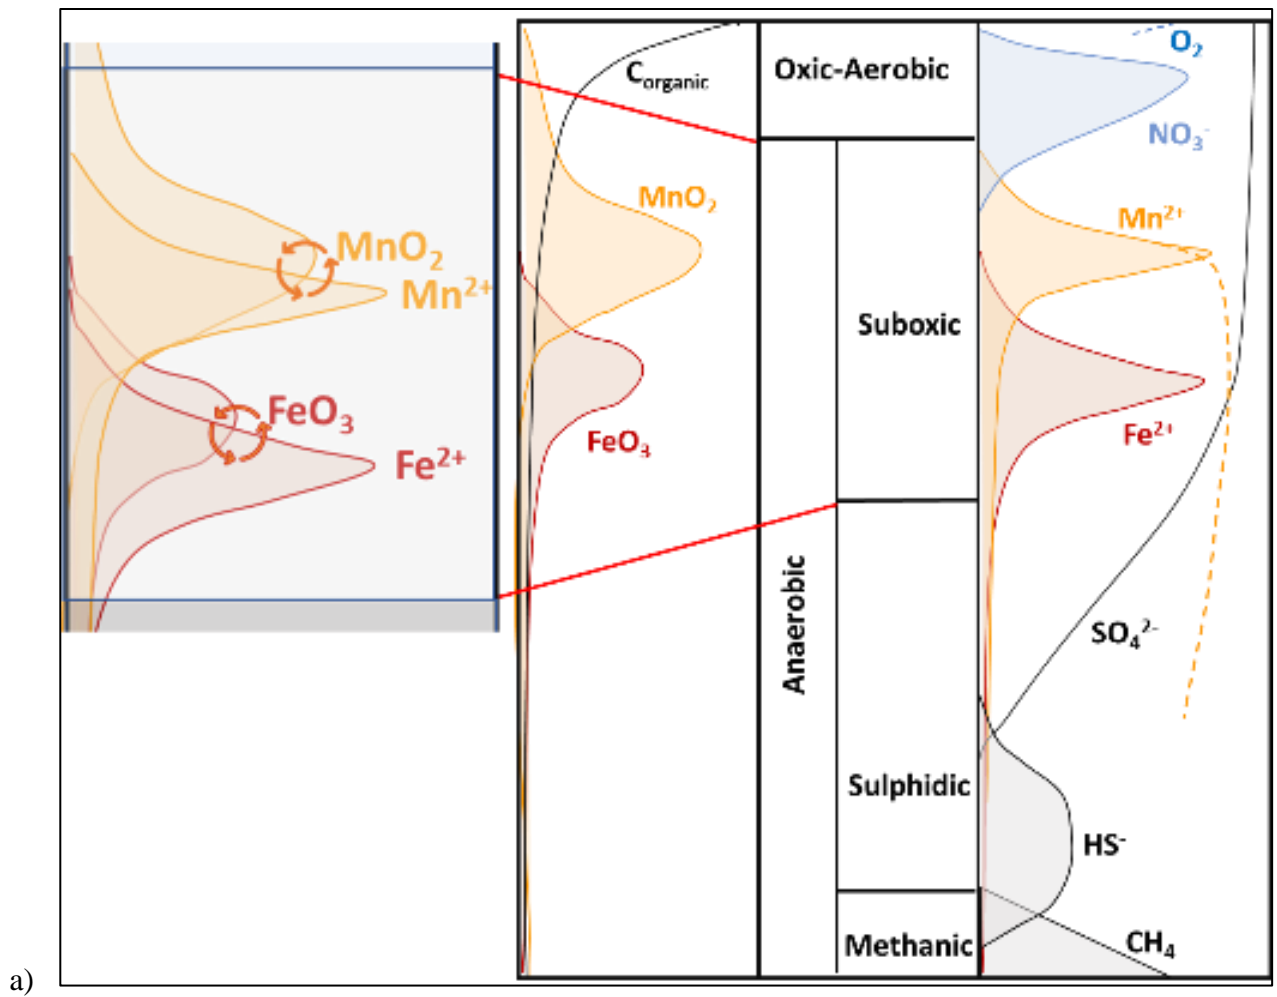 MnO₂
Mn²⁺
FeO₃
Fe²⁺
C organic
MnO₂
FeO₃
Oxic-Aerobic
Anaerobic
Suboxic
Sulphidic
Methanic
O₂
NO₃⁻
Mn²⁺
Fe²⁺
SO₄²⁻
HS⁻
CH₄
a)